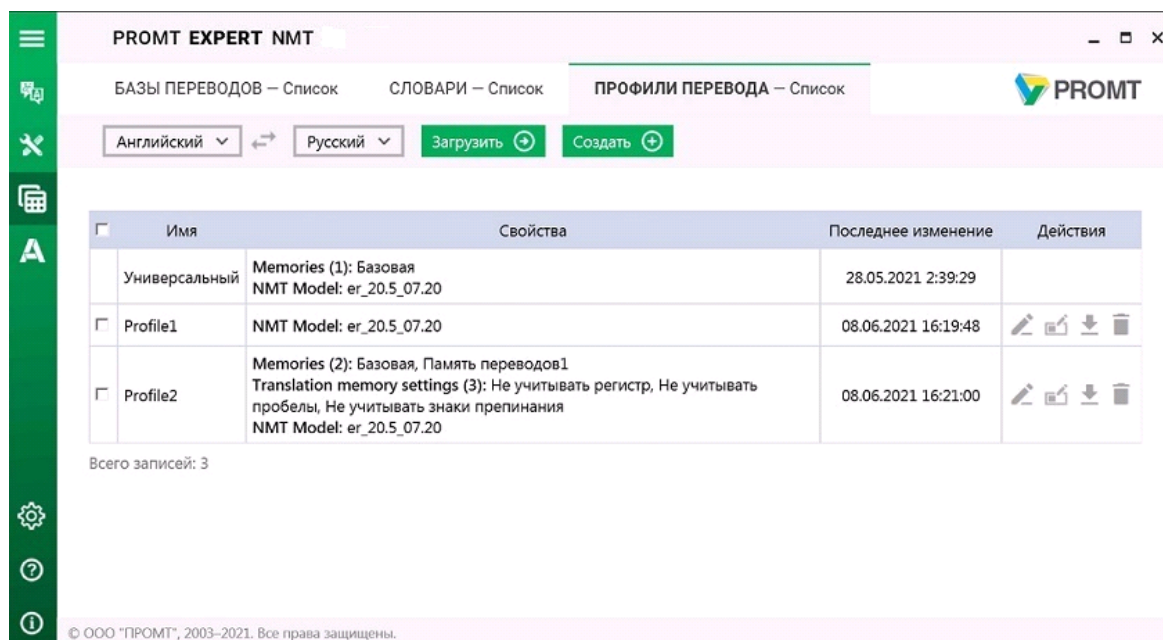 PROMT EXPERT NMT
БАЗЫ ПЕРЕВОДОВ — Список
СЛОВАРИ — Список
ПРОФИЛИ ПЕРЕВОДА — Список
PROMT
Английский
Русский
Загрузить
Создать
Имя
Свойства
Последнее изменение
Действия
Универсальный
Memories (1): Базовая
NMT Model: er_20.5_07.20
28.05.2021 2:39:29
Profile1
NMT Model: er_20.5_07.20
08.06.2021 16:19:48
Profile2
Memories (2): Базовая, Память переводов1
Translation memory settings (3): Не учитывать регистр, Не учитывать
пробелы, Не учитывать знаки препинания
NMT Model: er_20.5_07.20
08.06.2021 16:21:00
Всего записей: 3
© ООО "ПРОМТ", 2003–2021. Все права защищены.